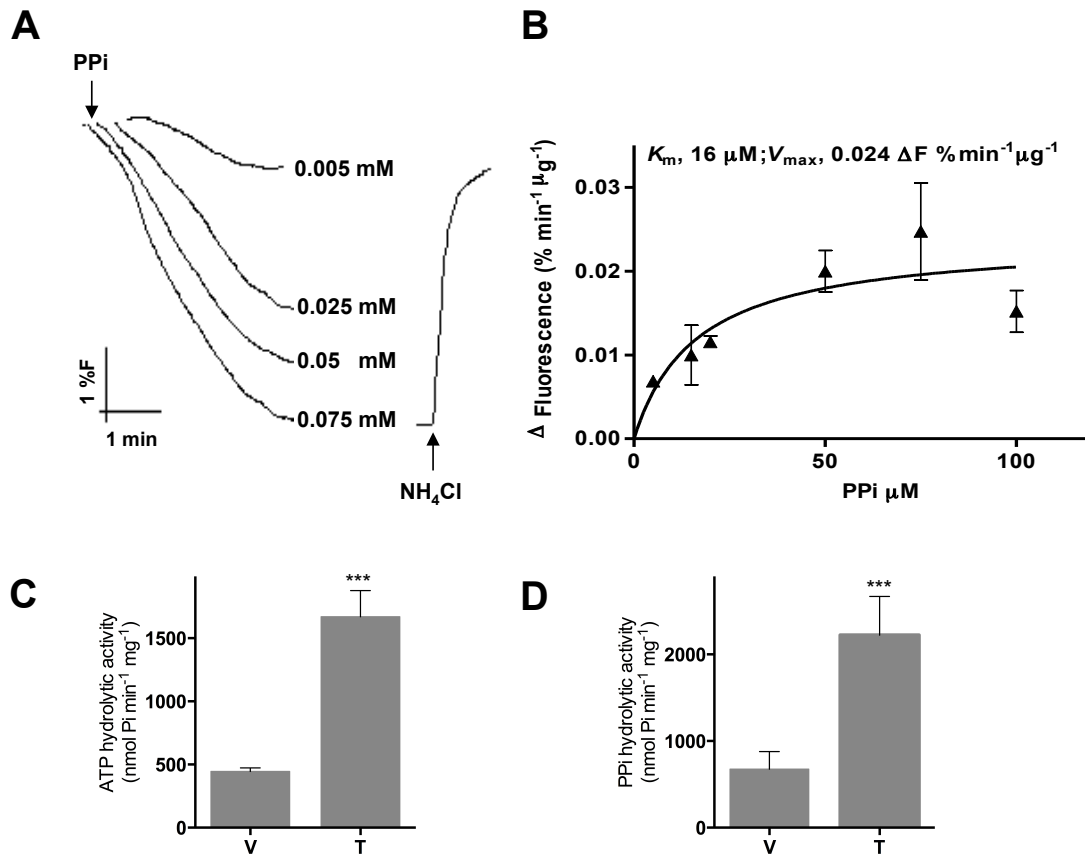 A
PPi
0.005 mM
0.025 mM
0.05 mM
0.075 mM
1 %F
1 min
NH₄Cl
B
Kₘ, 16 µM;Vₘₐₓ, 0.024 ΔF %min⁻¹µg⁻¹
Δ Fluorescence (% min⁻¹ µg⁻¹)
0.03
0.02
0.01
0.00
0
50
100
PPi µM
C
ATP hydrolytic activity
(nmol Pi min⁻¹ mg⁻¹)
1500
1000
500
0
***
V T
D
PPi hydrolytic activity
(nmol Pi min⁻¹ mg⁻¹)
2000
1000
0
***
V T